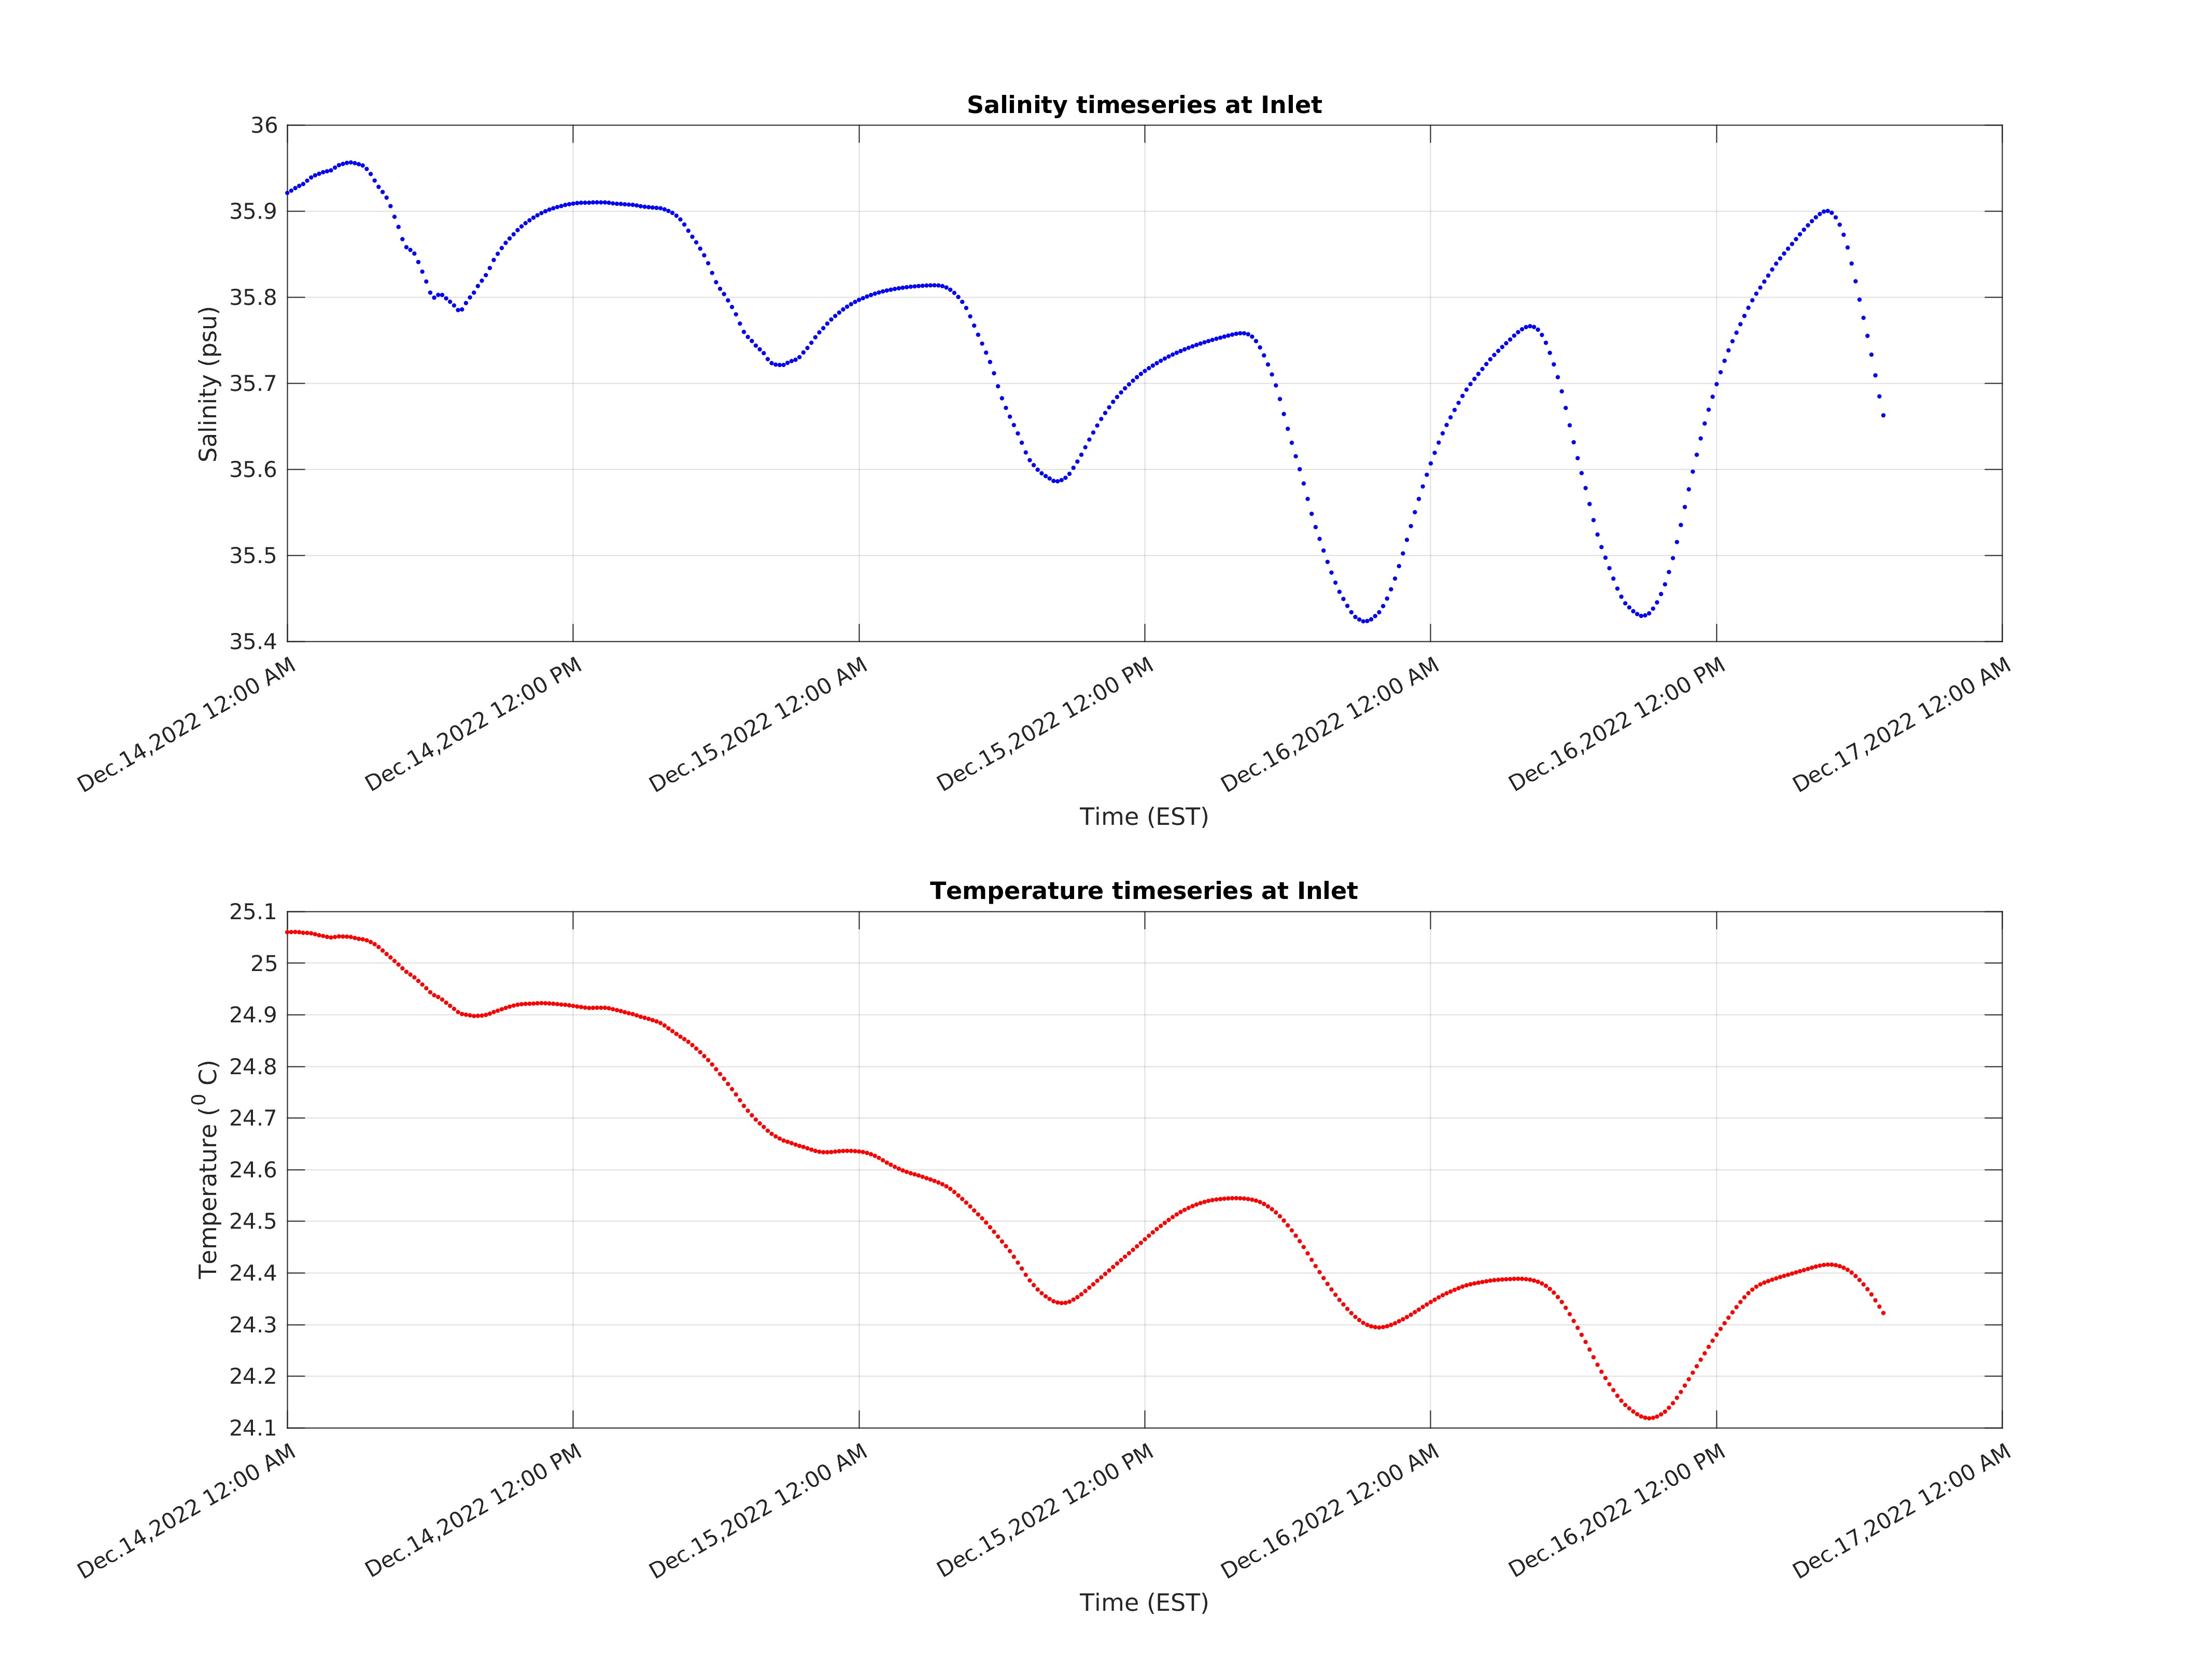 Salinity timeseries at Inlet
36
35.9
35.8
35.7
35.6
35.5
35.4
Salinity (psu)
Dec.14,2022 12:00 AM
Dec.14,2022 12:00 PM
Dec.15,2022 12:00 AM
Dec.15,2022 12:00 PM
Dec.16,2022 12:00 AM
Dec.16,2022 12:00 PM
Dec.17,2022 12:00 AM
Time (EST)
Temperature timeseries at Inlet
25.1
25
24.9
24.8
24.7
24.6
24.5
24.4
24.3
24.2
24.1
Temperature (⁰ C)
Dec.14,2022 12:00 AM
Dec.14,2022 12:00 PM
Dec.15,2022 12:00 AM
Dec.15,2022 12:00 PM
Dec.16,2022 12:00 AM
Dec.16,2022 12:00 PM
Dec.17,2022 12:00 AM
Time (EST)